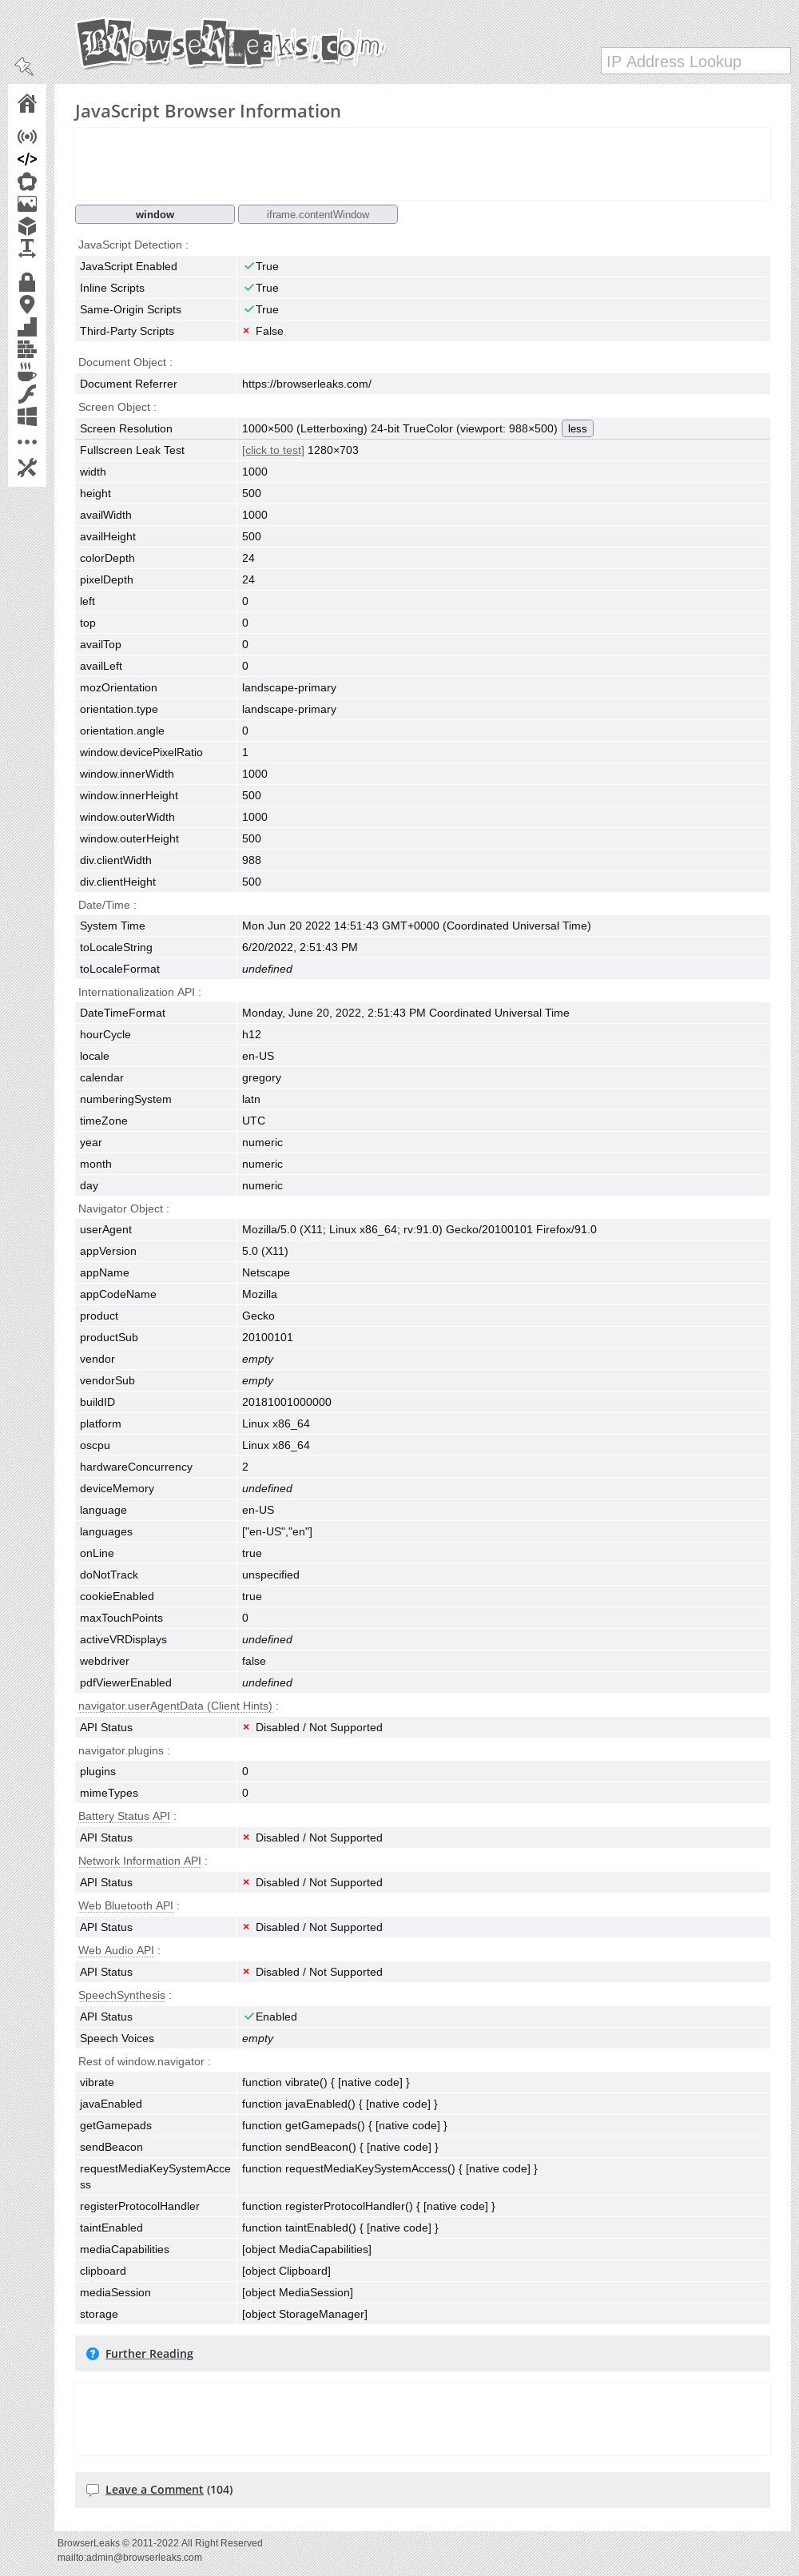 BRowserLeaks.com
IP Address Lookup
JavaScript Browser Information
window iframe.contentWindow
JavaScript Detection :
JavaScript Enabled True
Inline Scripts True
Same-Origin Scripts True
Third-Party Scripts False
Document Object :
Document Referrer https://browserleaks.com/
Screen Object :
Screen Resolution 1000×500 (Letterboxing) 24-bit TrueColor (viewport: 988×500) less
Fullscreen Leak Test [click to test] 1280×703
width 1000
height 500
availWidth 1000
availHeight 500
colorDepth 24
pixelDepth 24
left 0
top 0
availTop 0
availLeft 0
mozOrientation landscape-primary
orientation.type landscape-primary
orientation.angle 0
window.devicePixelRatio 1
window.innerWidth 1000
window.innerHeight 500
window.outerWidth 1000
window.outerHeight 500
div.clientWidth 988
div.clientHeight 500
Date/Time :
System Time Mon Jun 20 2022 14:51:43 GMT+0000 (Coordinated Universal Time)
toLocaleString 6/20/2022, 2:51:43 PM
toLocaleFormat undefined
Internationalization API :
DateTimeFormat Monday, June 20, 2022, 2:51:43 PM Coordinated Universal Time
hourCycle h12
locale en-US
calendar gregory
numberingSystem latn
timeZone UTC
year numeric
month numeric
day numeric
Navigator Object :
userAgent Mozilla/5.0 (X11; Linux x86_64; rv:91.0) Gecko/20100101 Firefox/91.0
appVersion 5.0 (X11)
appName Netscape
appCodeName Mozilla
product Gecko
productSub 20100101
vendor empty
vendorSub empty
buildID 20181001000000
platform Linux x86_64
oscpu Linux x86_64
hardwareConcurrency 2
deviceMemory undefined
language en-US
languages ["en-US","en"]
onLine true
doNotTrack unspecified
cookieEnabled true
maxTouchPoints 0
activeVRDisplays undefined
webdriver false
pdfViewerEnabled undefined
navigator.userAgentData (Client Hints) :
API Status Disabled / Not Supported
navigator.plugins :
plugins 0
mimeTypes 0
Battery Status API :
API Status Disabled / Not Supported
Network Information API :
API Status Disabled / Not Supported
Web Bluetooth API :
API Status Disabled / Not Supported
Web Audio API :
API Status Disabled / Not Supported
SpeechSynthesis :
API Status Enabled
Speech Voices empty
Rest of window.navigator :
vibrate function vibrate() { [native code] }
javaEnabled function javaEnabled() { [native code] }
getGamepads function getGamepads() { [native code] }
sendBeacon function sendBeacon() { [native code] }
requestMediaKeySystemAcce function requestMediaKeySystemAccess() { [native code] }
ss
registerProtocolHandler function registerProtocolHandler() { [native code] }
taintEnabled function taintEnabled() { [native code] }
mediaCapabilities [object MediaCapabilities]
clipboard [object Clipboard]
mediaSession [object MediaSession]
storage [object StorageManager]
Further Reading
Leave a Comment (104)
BrowserLeaks © 2011-2022 All Right Reserved
mailto:admin@browserleaks.com